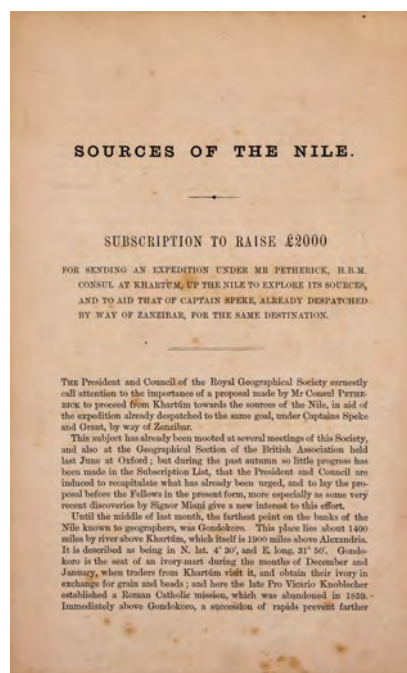 SOURCES OF THE NILE.
SUBSCRIPTION TO RAISE £2000
FOR SENDING AN EXPEDITION UNDER MR PETHERICK, H.B.M.
CONSUL AT KHARTÚM, UP THE NILE TO EXPLORE ITS SOURCES,
AND TO AID THAT OF CAPTAIN SPEKE, ALREADY DESPATCHED
BY WAY OF ZANZIBAR, FOR THE SAME DESTINATION.
THE President and Council of the Royal Geographical Society earnestly
call attention to the importance of a proposal made by Mr Consul PETHE-
RICK to proceed from Khartúm towards the sources of the Nile, in aid of
the expedition already despatched to the same goal, under Captains Speke
and Grant, by way of Zanzibar.
This subject has already been mooted at several meetings of this Society,
and also at the Geographical Section of the British Association held
last June at Oxford; but during the past autumn so little progress has
been made in the Subscription List, that the President and Council are
induced to recapitulate what has already been urged, and to lay the pro-
posal before the Fellows in the present form, more especially as some very
recent discoveries by Signor Miani give a new interest to this effort.
Until the middle of last month, the farthest point on the banks of the
Nile known to geographers, was Gondokoro. This place lies about 1400
miles by river above Khartúm, which itself is 1900 miles above Alexandria.
It is described as being in N. lat. 4° 30', and E. long. 31° 50'. Gondo-
koro is the seat of an ivory-mart during the months of December and
January, when traders from Khartúm visit it, and obtain their ivory in
exchange for grain and beads; and here the late Pro Vicario Knoblecher
established a Roman Catholic mission, which was abandoned in 1859.
Immediately above Gondokoro, a succession of rapids prevent farther